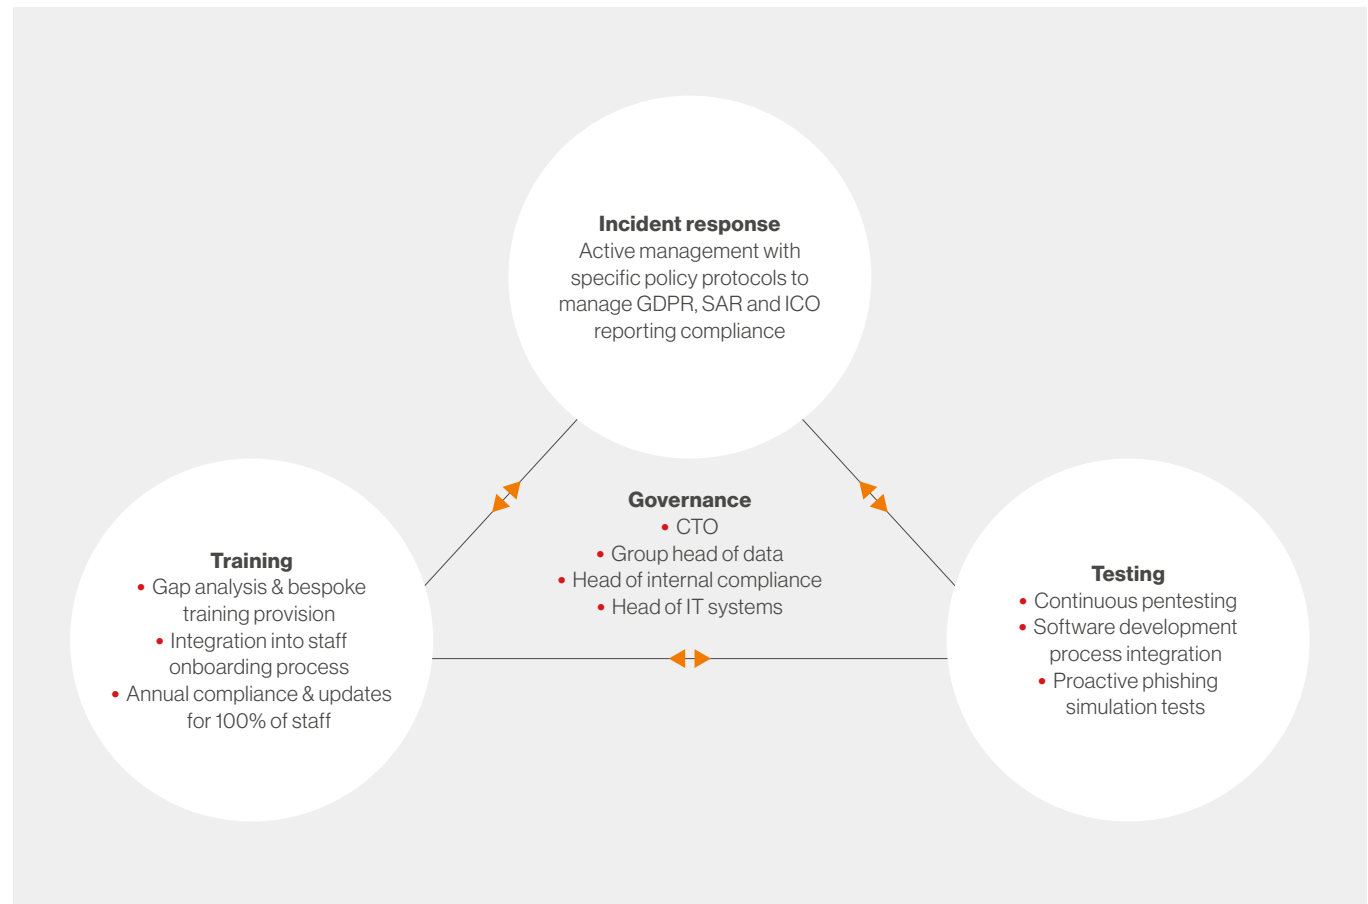 Incident response
Active management with
specific policy protocols to
manage GDPR, SAR and ICO
reporting compliance
Governance
• CTO
• Group head of data
• Head of internal compliance
• Head of IT systems
Training
• Gap analysis & bespoke
training provision
• Integration into staff
onboarding process
• Annual compliance & updates
for 100% of staff
Testing
• Continuous pentesting
• Software development
process integration
• Proactive phishing
simulation tests